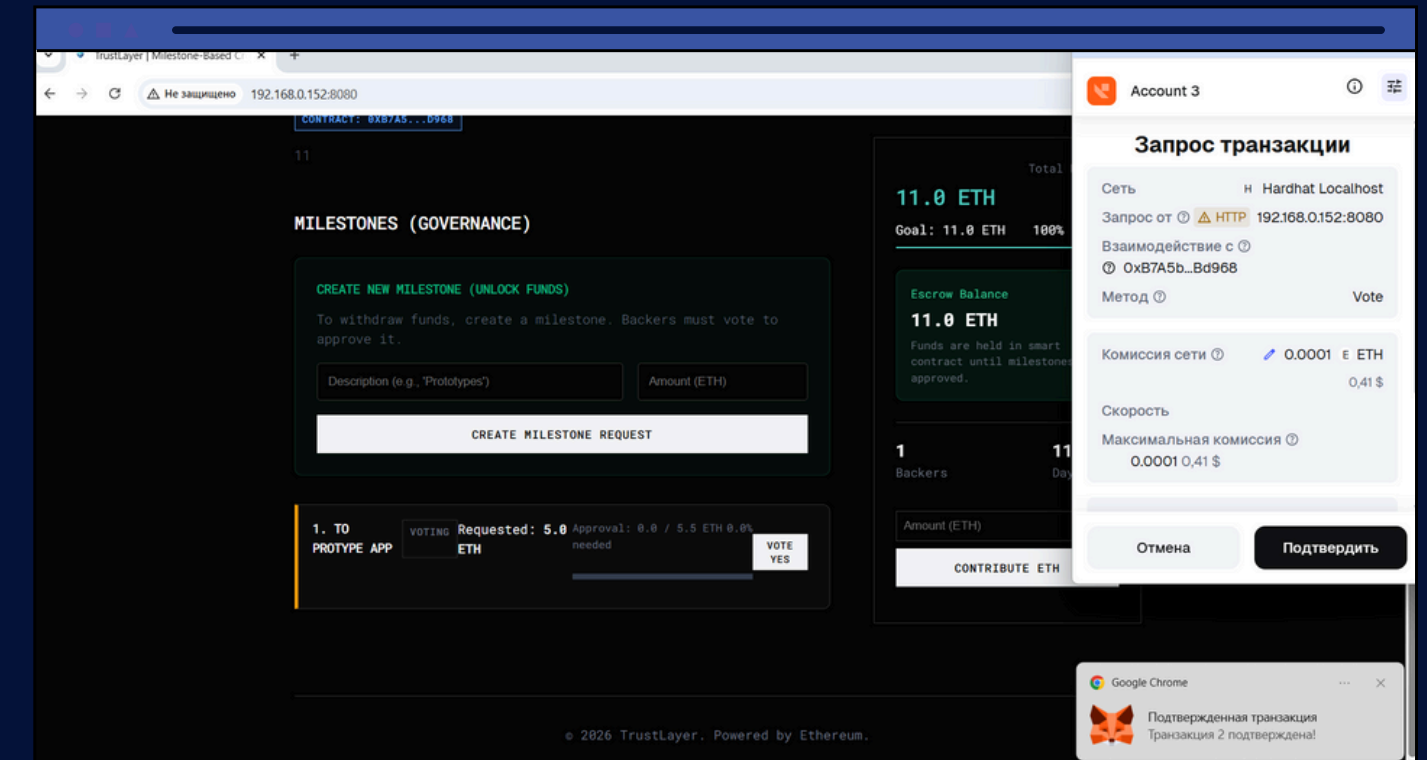 TrustLayer | Milestone-Based C
Не защищено 192.168.0.152:8080
CONTRACT: 0XB7A5...D968
11
MILESTONES (GOVERNANCE)
CREATE NEW MILESTONE (UNLOCK FUNDS)
To withdraw funds, create a milestone. Backers must vote to
approve it.
Description (e.g., 'Prototypes')
Amount (ETH)
CREATE MILESTONE REQUEST
1. TO
PROTYPE APP
VOTING
Requested: 5.0
ETH
Approval: 0.0 / 5.5 ETH 0.0%
needed
VOTE
YES
Total
11.0 ETH
Goal: 11.0 ETH 100%
Escrow Balance
11.0 ETH
Funds are held in smart
contract until milestones
approved.
1
Backers
11
Day
Amount (ETH)
CONTRIBUTE ETH
© 2026 TrustLayer. Powered by Ethereum.
Account 3
Запрос транзакции
Сеть H Hardhat Localhost
Запрос от HTTP 192.168.0.152:8080
Взаимодействие с
0xB7A5b...Bd968
Метод Vote
Комиссия сети 0.0001 E ETH
0,41 $
Скорость
Максимальная комиссия
0.0001 0,41 $
Отмена
Подтвердить
Google Chrome
Подтвержденная транзакция
Транзакция 2 подтверждена!